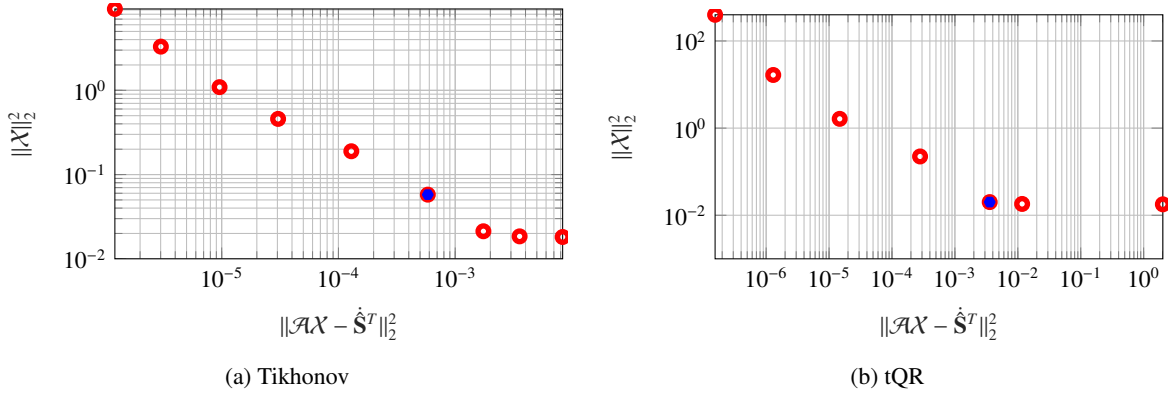 10⁰
10⁻¹
10⁻²
‖𝒳‖₂²
10⁻⁵ 10⁻⁴ 10⁻³
‖𝒜𝒳 − Ŝ̇ᵀ‖₂²
(a) Tikhonov
10²
10⁰
10⁻²
‖𝒳‖₂²
10⁻⁶ 10⁻⁵ 10⁻⁴ 10⁻³ 10⁻² 10⁻¹ 10⁰
‖𝒜𝒳 − Ŝ̇ᵀ‖₂²
(b) tQR